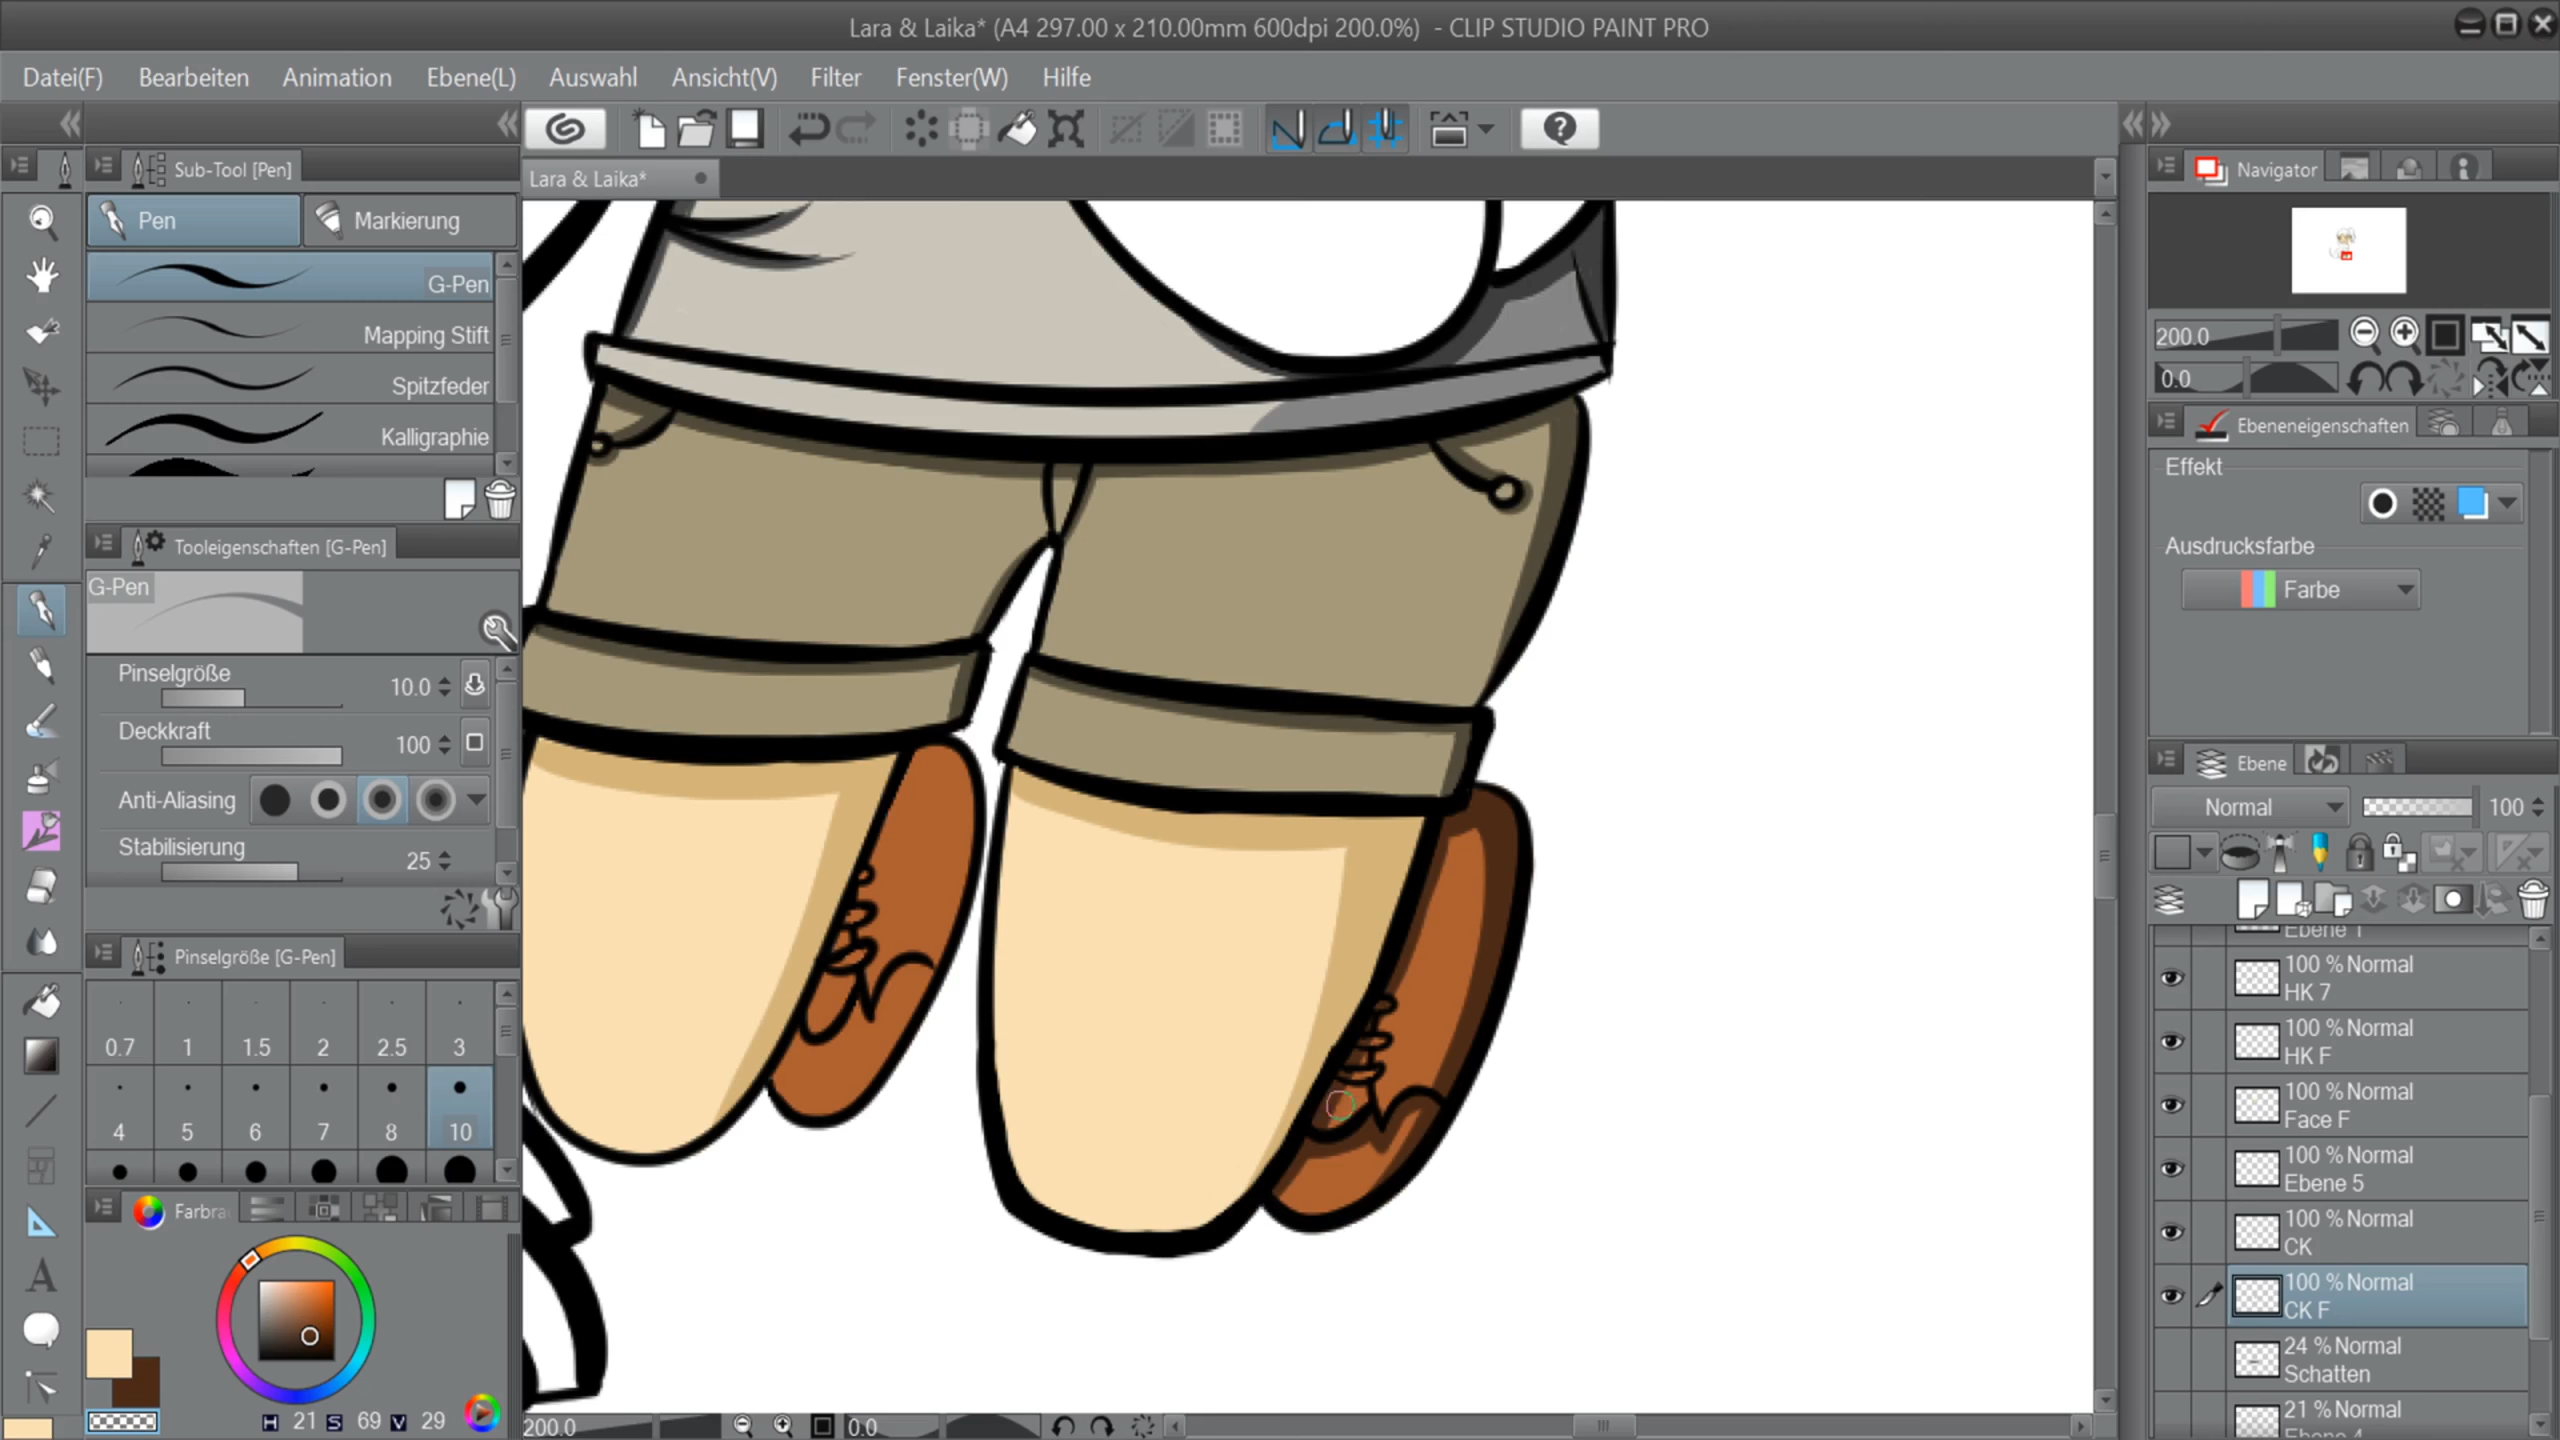 Lara & Laika* (A4 297.00 x 210.00mm 600dpi 200.0%) - CLIP STUDIO PAINT PRO
Datei(F) Bearbeiten Animation Ebene(L) Auswahl Ansicht(V) Filter Fenster(W) Hilfe
Sub-Tool [Pen]
Lara & Laika*
Navigator
Pen Markierung
G-Pen
Mapping Stift
Spitzfeder
Kalligraphie
200.0
0.0
Ebeneneigenschaften
Effekt
Ausdrucksfarbe
Farbe
Tooleigenschaften [G-Pen]
G-Pen
Pinselgröße 10.0
Deckkraft 100
Anti-Aliasing
Stabilisierung 25
Pinselgröße [G-Pen]
0.7 1 1.5 2 2.5 3
4 5 6 7 8 10
Farbra
H 21 S 69 V 29
Ebene
Normal 100
Ebene 1
100 % Normal
HK 7
100 % Normal
HK F
100 % Normal
Face F
100 % Normal
Ebene 5
100 % Normal
CK
100 % Normal
CK F
24 % Normal
Schatten
21 % Normal
Ebene 4
200.0 0.0